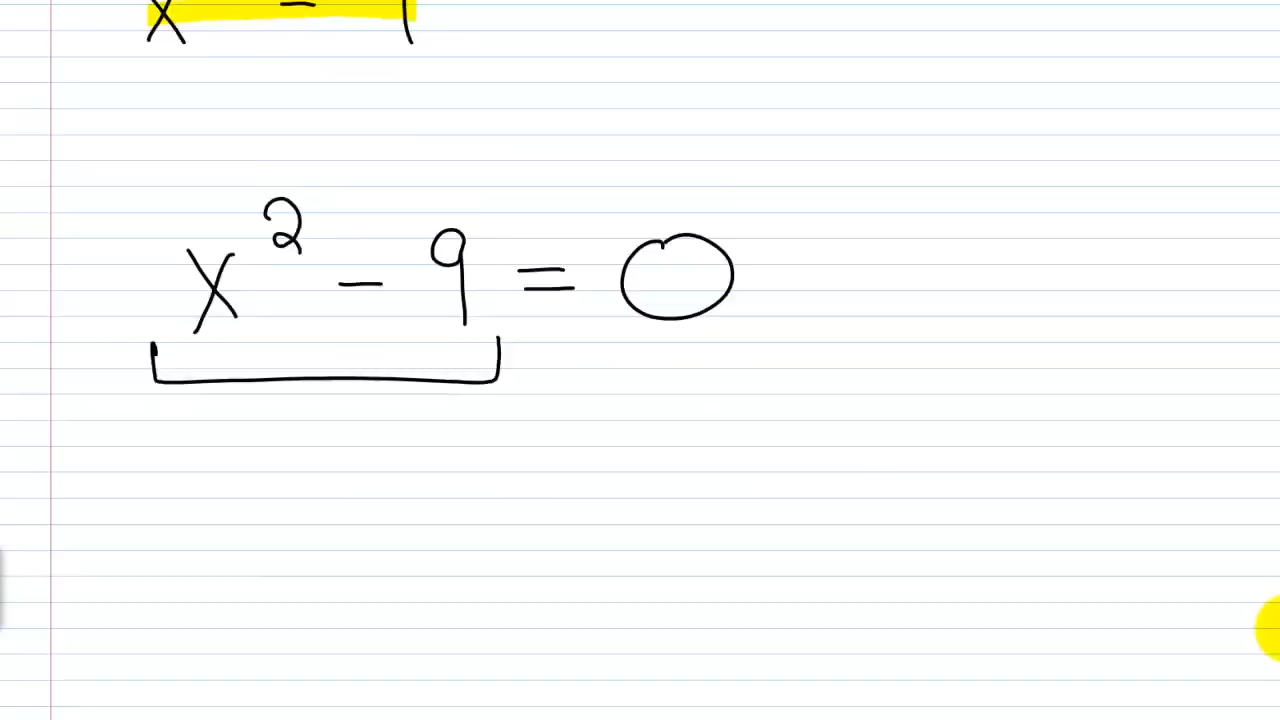 x² - 9 = 0